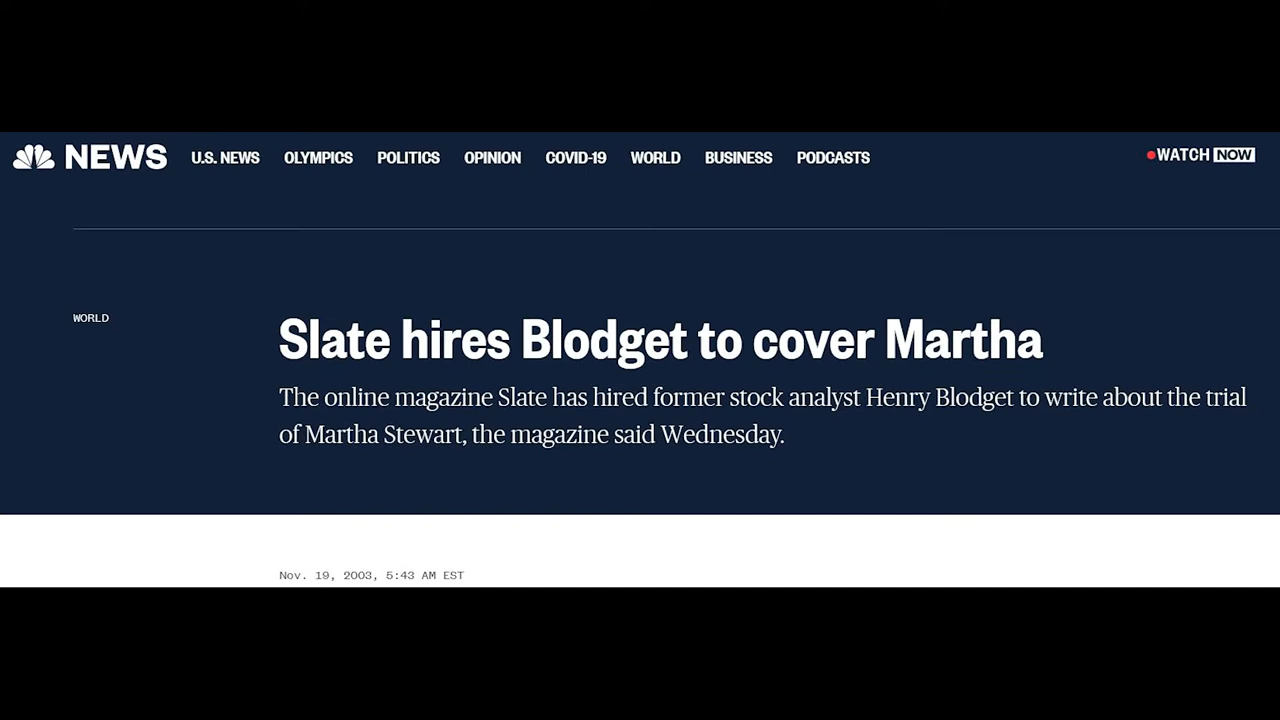 NEWS U.S. NEWS OLYMPICS POLITICS OPINION COVID-19 WORLD BUSINESS PODCASTS WATCH NOW
WORLD
Slate hires Blodget to cover Martha
The online magazine Slate has hired former stock analyst Henry Blodget to write about the trial
of Martha Stewart, the magazine said Wednesday.
Nov. 19, 2003, 5:43 AM EST